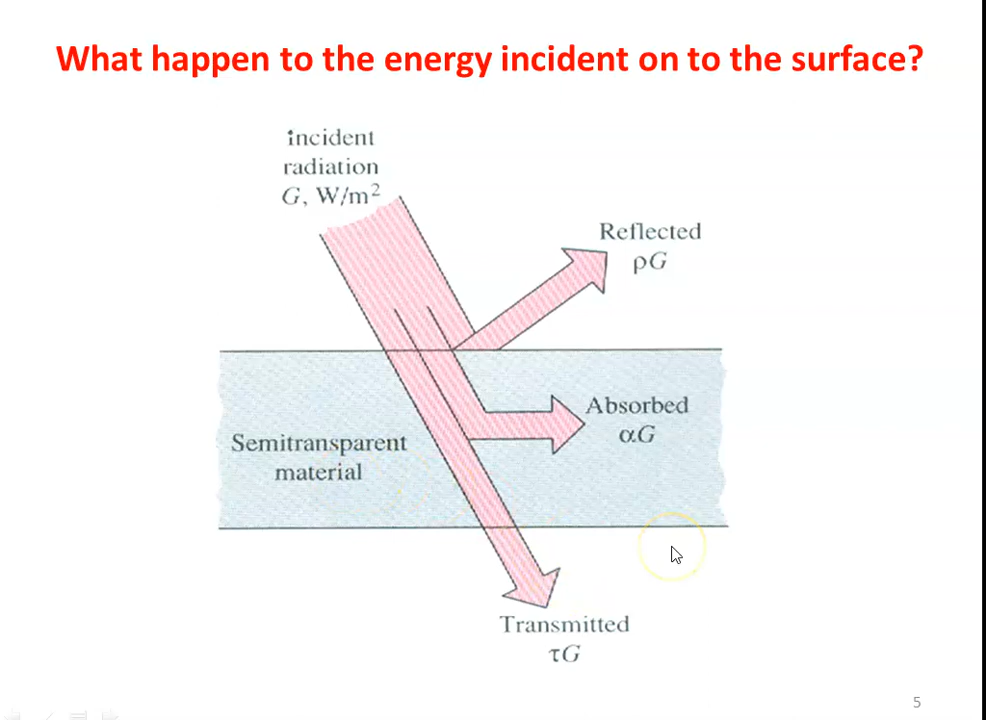 What happen to the energy incident on to the surface?
incident
radiation
G, W/m²
Reflected
ρG
Absorbed
αG
Semitransparent
material
Transmitted
τG
5